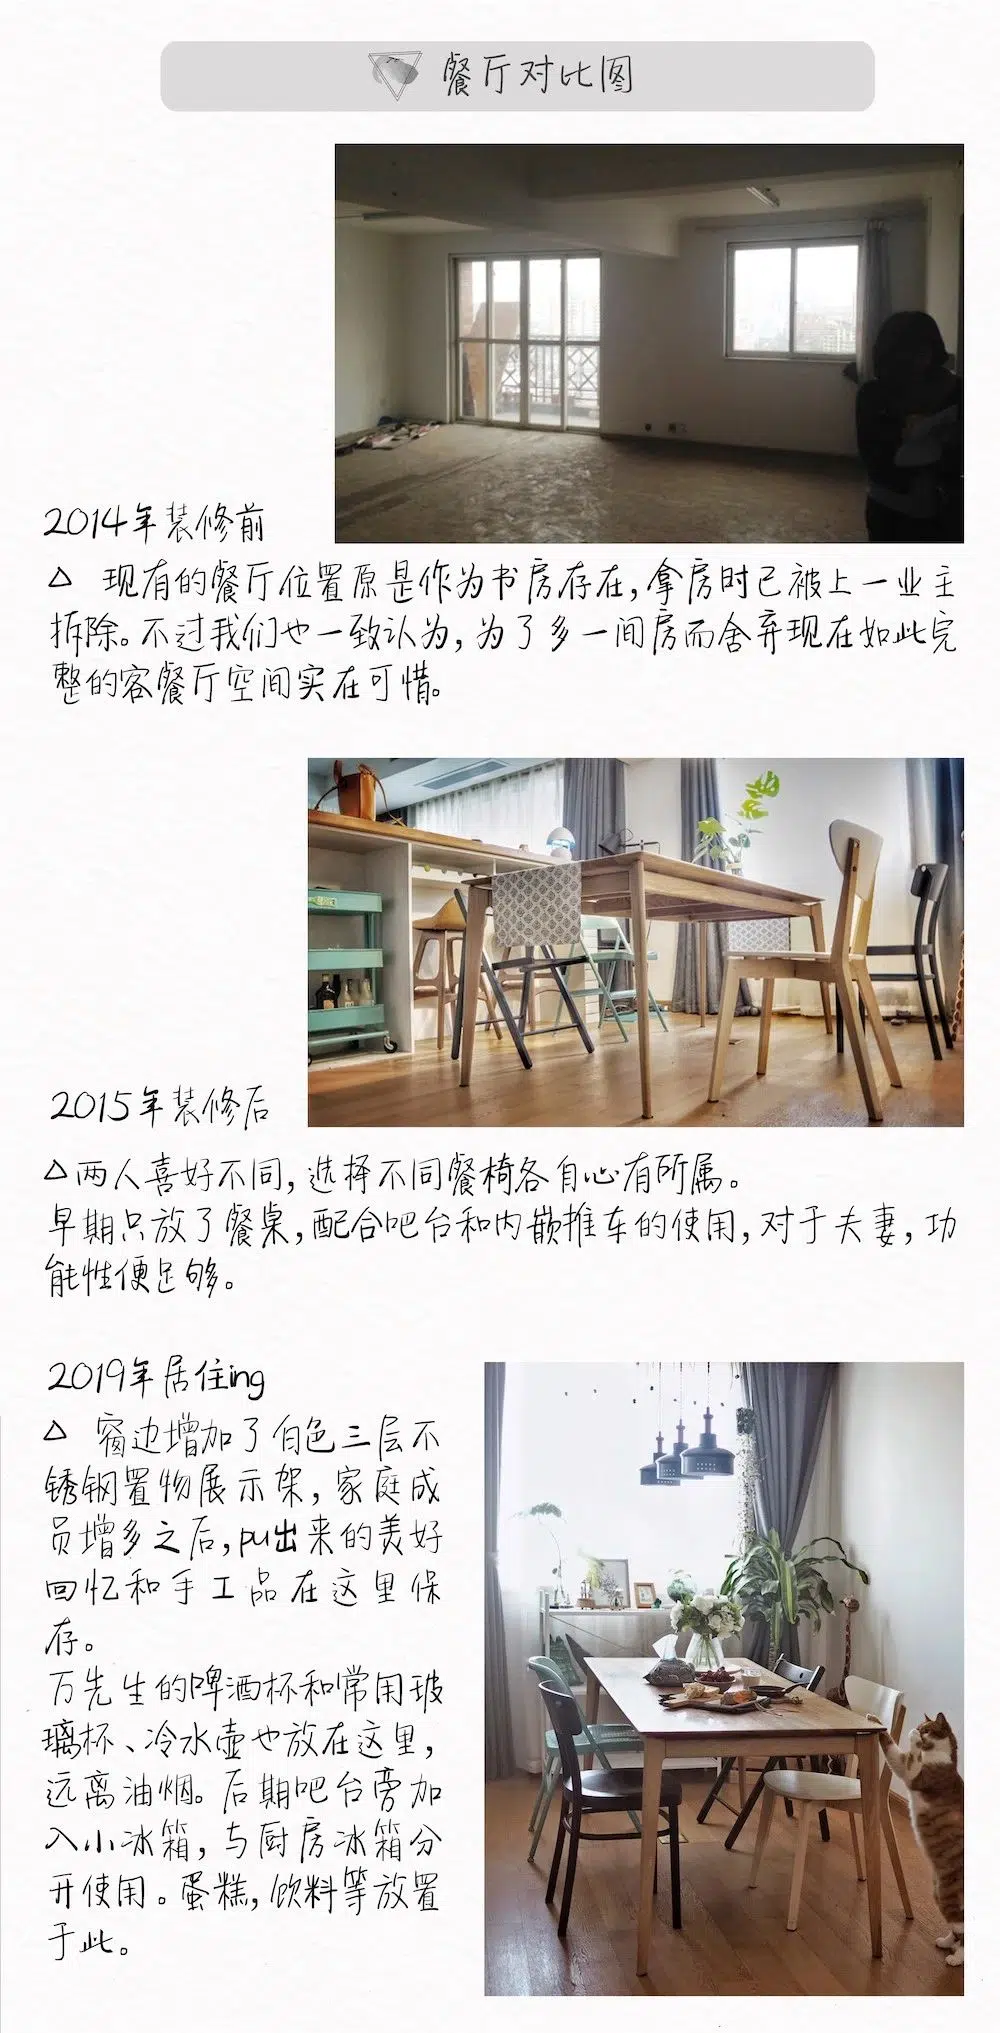 餐厅对比图
2014年装修前
△ 现有的餐厅位置原是作为书房存在,拿房时已被上一业主
拆除。不过我们也一致认为,为了多一间房而舍弃现在如此完
整的客餐厅空间实在可惜。
2015年装修后
△两人喜好不同,选择不同餐椅各自心有所属。
早期只放了餐桌,配合吧台和内嵌推车的使用,对于夫妻,功
能性便足够。
2019年居住ing
△ 窗边增加了白色三层不
锈钢置物展示架,家庭成
员增多之后,pu出来的美好
回忆和手工品在这里保
存。
万先生的啤酒杯和常用玻
璃杯、冷水壶也放在这里,
远离油烟。后期吧台旁加
入小冰箱,与厨房冰箱分
开使用。蛋糕,饮料等放置
于此。